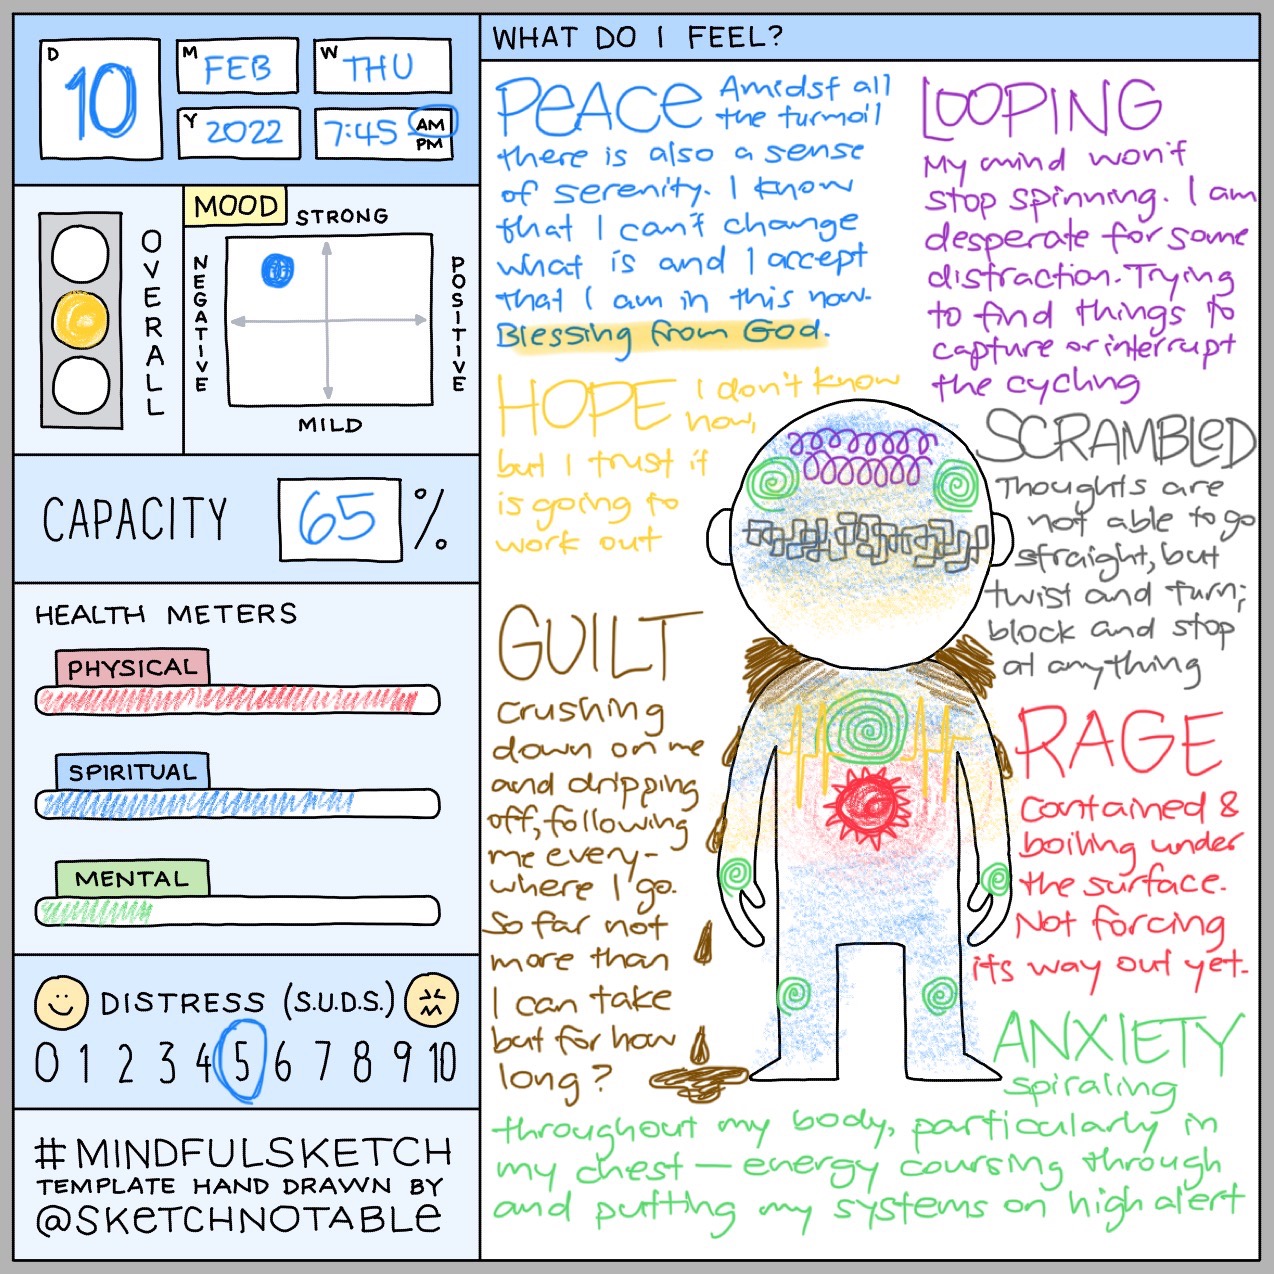 D
10
M
FEB
W
THU
Y
2022
7:45 AM
PM
OVERALL
MOOD
STRONG
NEGATIVE
POSITIVE
MILD
CAPACITY 65 %
HEALTH METERS
PHYSICAL
SPIRITUAL
MENTAL
DISTRESS (S.U.D.S.)
0 1 2 3 4 5 6 7 8 9 10
#MINDFULSKETCH
TEMPLATE HAND DRAWN BY
@SKETCHNOTABLE
WHAT DO I FEEL?
PEACE Amidst all
the turmoil
there is also a sense
of serenity. I know
that I can't change
what is and I accept
that I am in this now.
Blessing from God.
LOOPING
My mind won't
stop spinning. I am
desperate for some
distraction. Trying
to find things to
capture or interrupt
the cycling
HOPE I don't know
how,
but I trust it
is going to
work out
SCRAMBLED
Thoughts are
not able to go
straight, but
twist and turn;
block and stop
at anything
GUILT
crushing
down on me
and dripping
off, following
me every-
where I go.
So far not
more than
I can take
but for how
long?
RAGE
Contained &
boiling under
the surface.
Not forcing
its way out yet.
ANXIETY
spiraling
throughout my body, particularly in
my chest — energy coursing through
and putting my systems on high alert